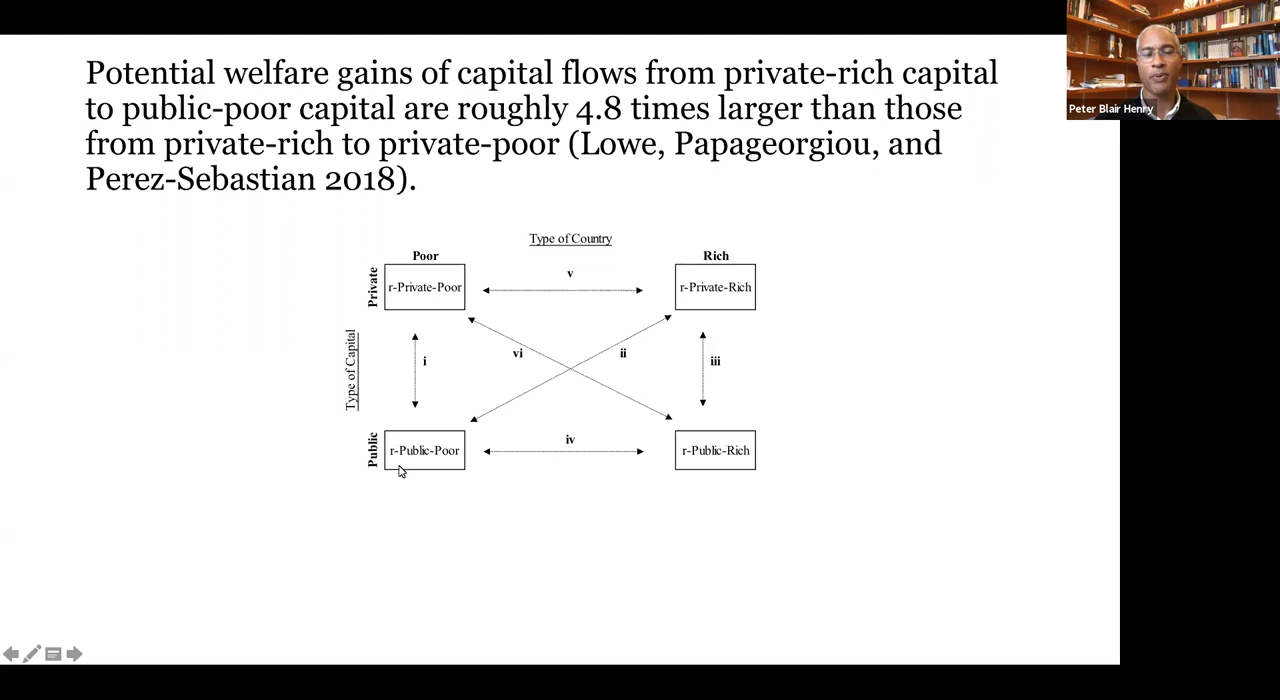 Potential welfare gains of capital flows from private-rich capital
to public-poor capital are roughly 4.8 times larger than those
from private-rich to private-poor (Lowe, Papageorgiou, and
Perez-Sebastian 2018).
Peter Blair Henry
Type of Country
Poor
Rich
Private
r-Private-Poor
v
r-Private-Rich
Type of Capital
i
vi
ii
iii
Public
r-Public-Poor
iv
r-Public-Rich